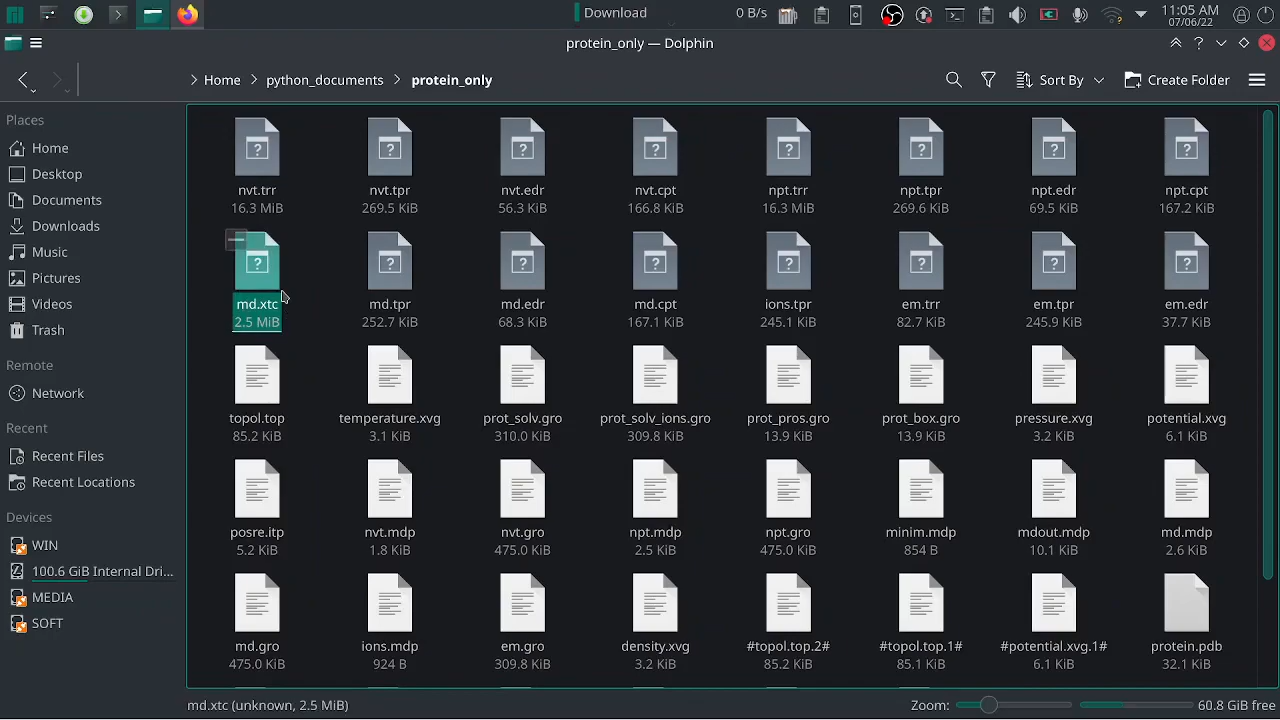 Download
0 B/s
11:05 AM
07/06/22
protein_only — Dolphin
Home
python_documents
protein_only
Sort By
Create Folder
Places
Home
Desktop
Documents
Downloads
Music
Pictures
Videos
Trash
Remote
Network
Recent
Recent Files
Recent Locations
Devices
WIN
100.6 GiB Internal Dri...
MEDIA
SOFT
nvt.trr nvt.tpr nvt.edr nvt.cpt npt.trr npt.tpr npt.edr npt.cpt
16.3 MiB 269.5 KiB 56.3 KiB 166.8 KiB 16.3 MiB 269.6 KiB 69.5 KiB 167.2 KiB
md.xtc md.tpr md.edr md.cpt ions.tpr em.trr em.tpr em.edr
2.5 MiB 252.7 KiB 68.3 KiB 167.1 KiB 245.1 KiB 82.7 KiB 245.9 KiB 37.7 KiB
topol.top temperature.xvg prot_solv.gro prot_solv_ions.gro prot_pros.gro prot_box.gro pressure.xvg potential.xvg
85.2 KiB 3.1 KiB 310.0 KiB 309.8 KiB 13.9 KiB 13.9 KiB 3.2 KiB 6.1 KiB
posre.itp nvt.mdp nvt.gro npt.mdp npt.gro minim.mdp mdout.mdp md.mdp
5.2 KiB 1.8 KiB 475.0 KiB 2.5 KiB 475.0 KiB 854 B 10.1 KiB 2.6 KiB
md.gro ions.mdp em.gro density.xvg #topol.top.2# #topol.top.1# #potential.xvg.1# protein.pdb
475.0 KiB 924 B 309.8 KiB 3.2 KiB 85.2 KiB 85.1 KiB 6.1 KiB 32.1 KiB
md.xtc (unknown, 2.5 MiB)
Zoom:
60.8 GiB free